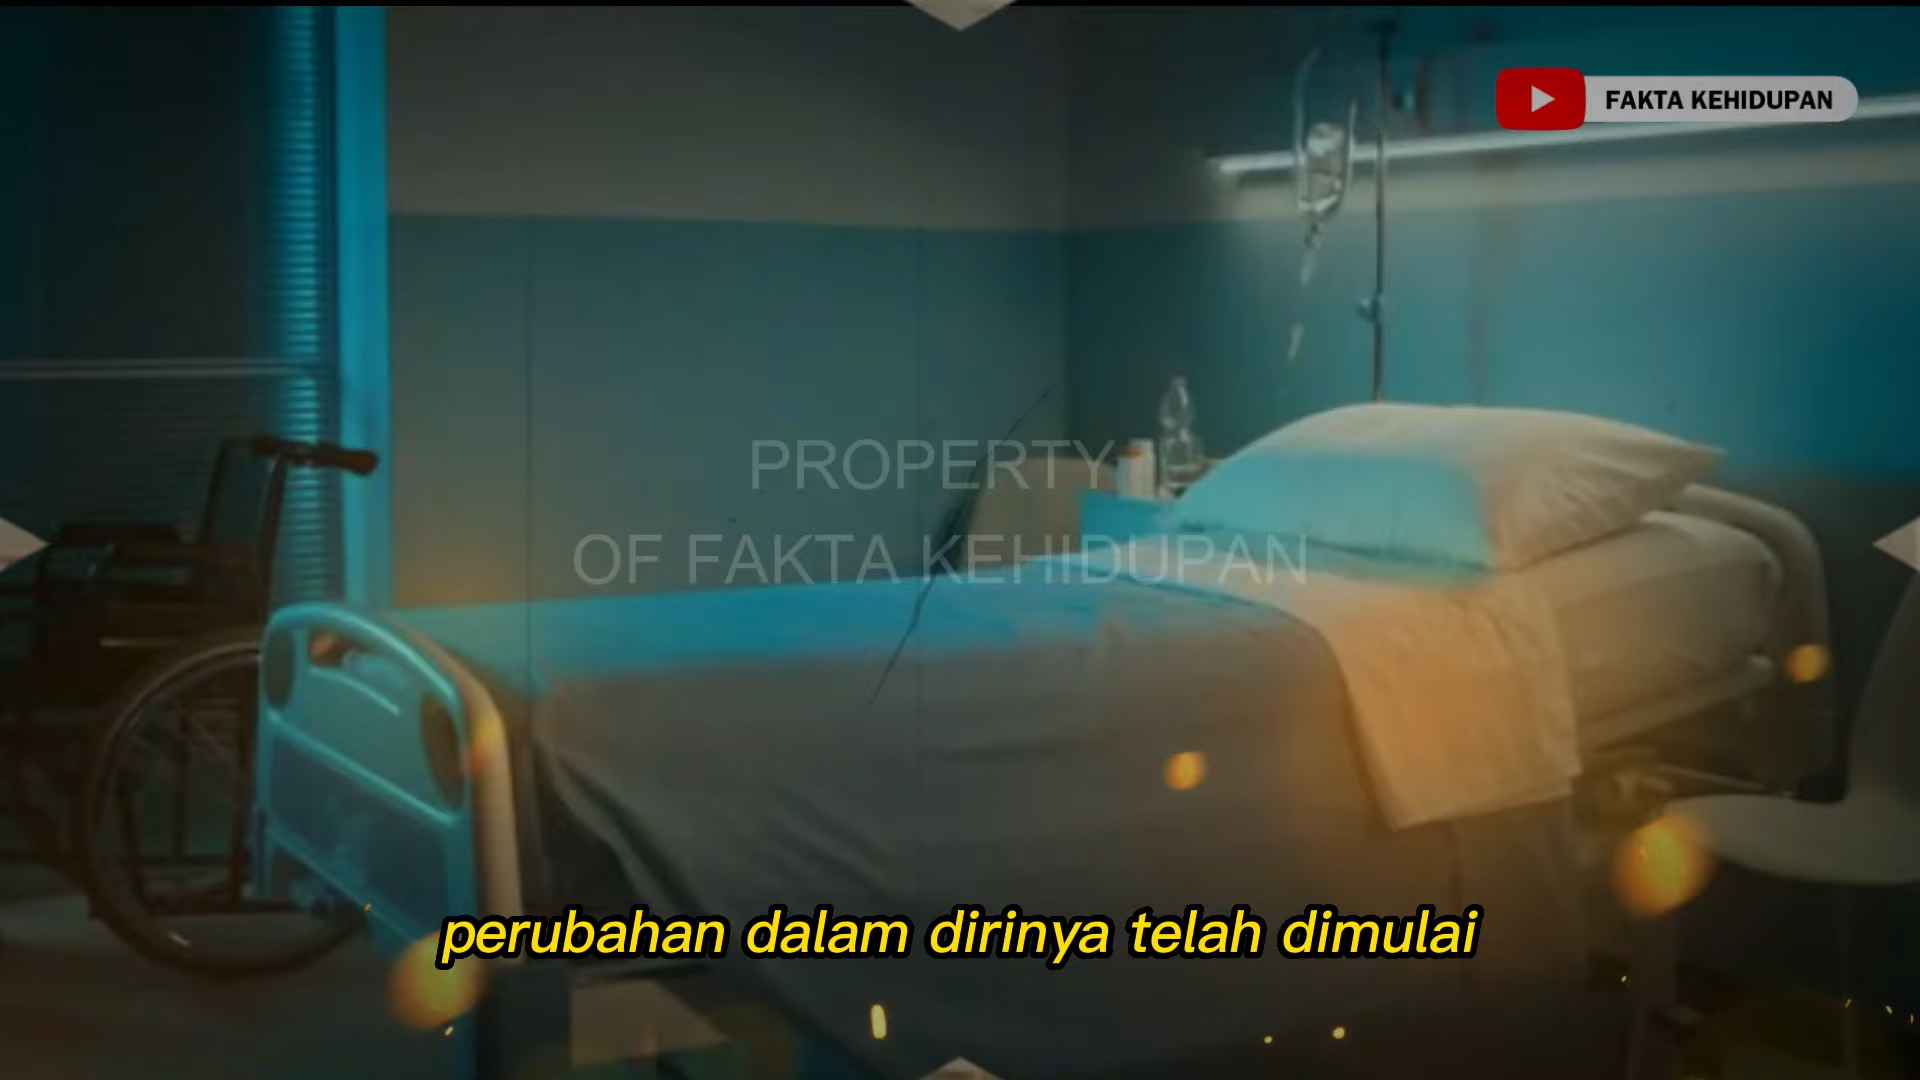 FAKTA KEHIDUPAN
PROPERTY
OF FAKTA KEHIDUPAN
perubahan dalam dirinya telah dimulai